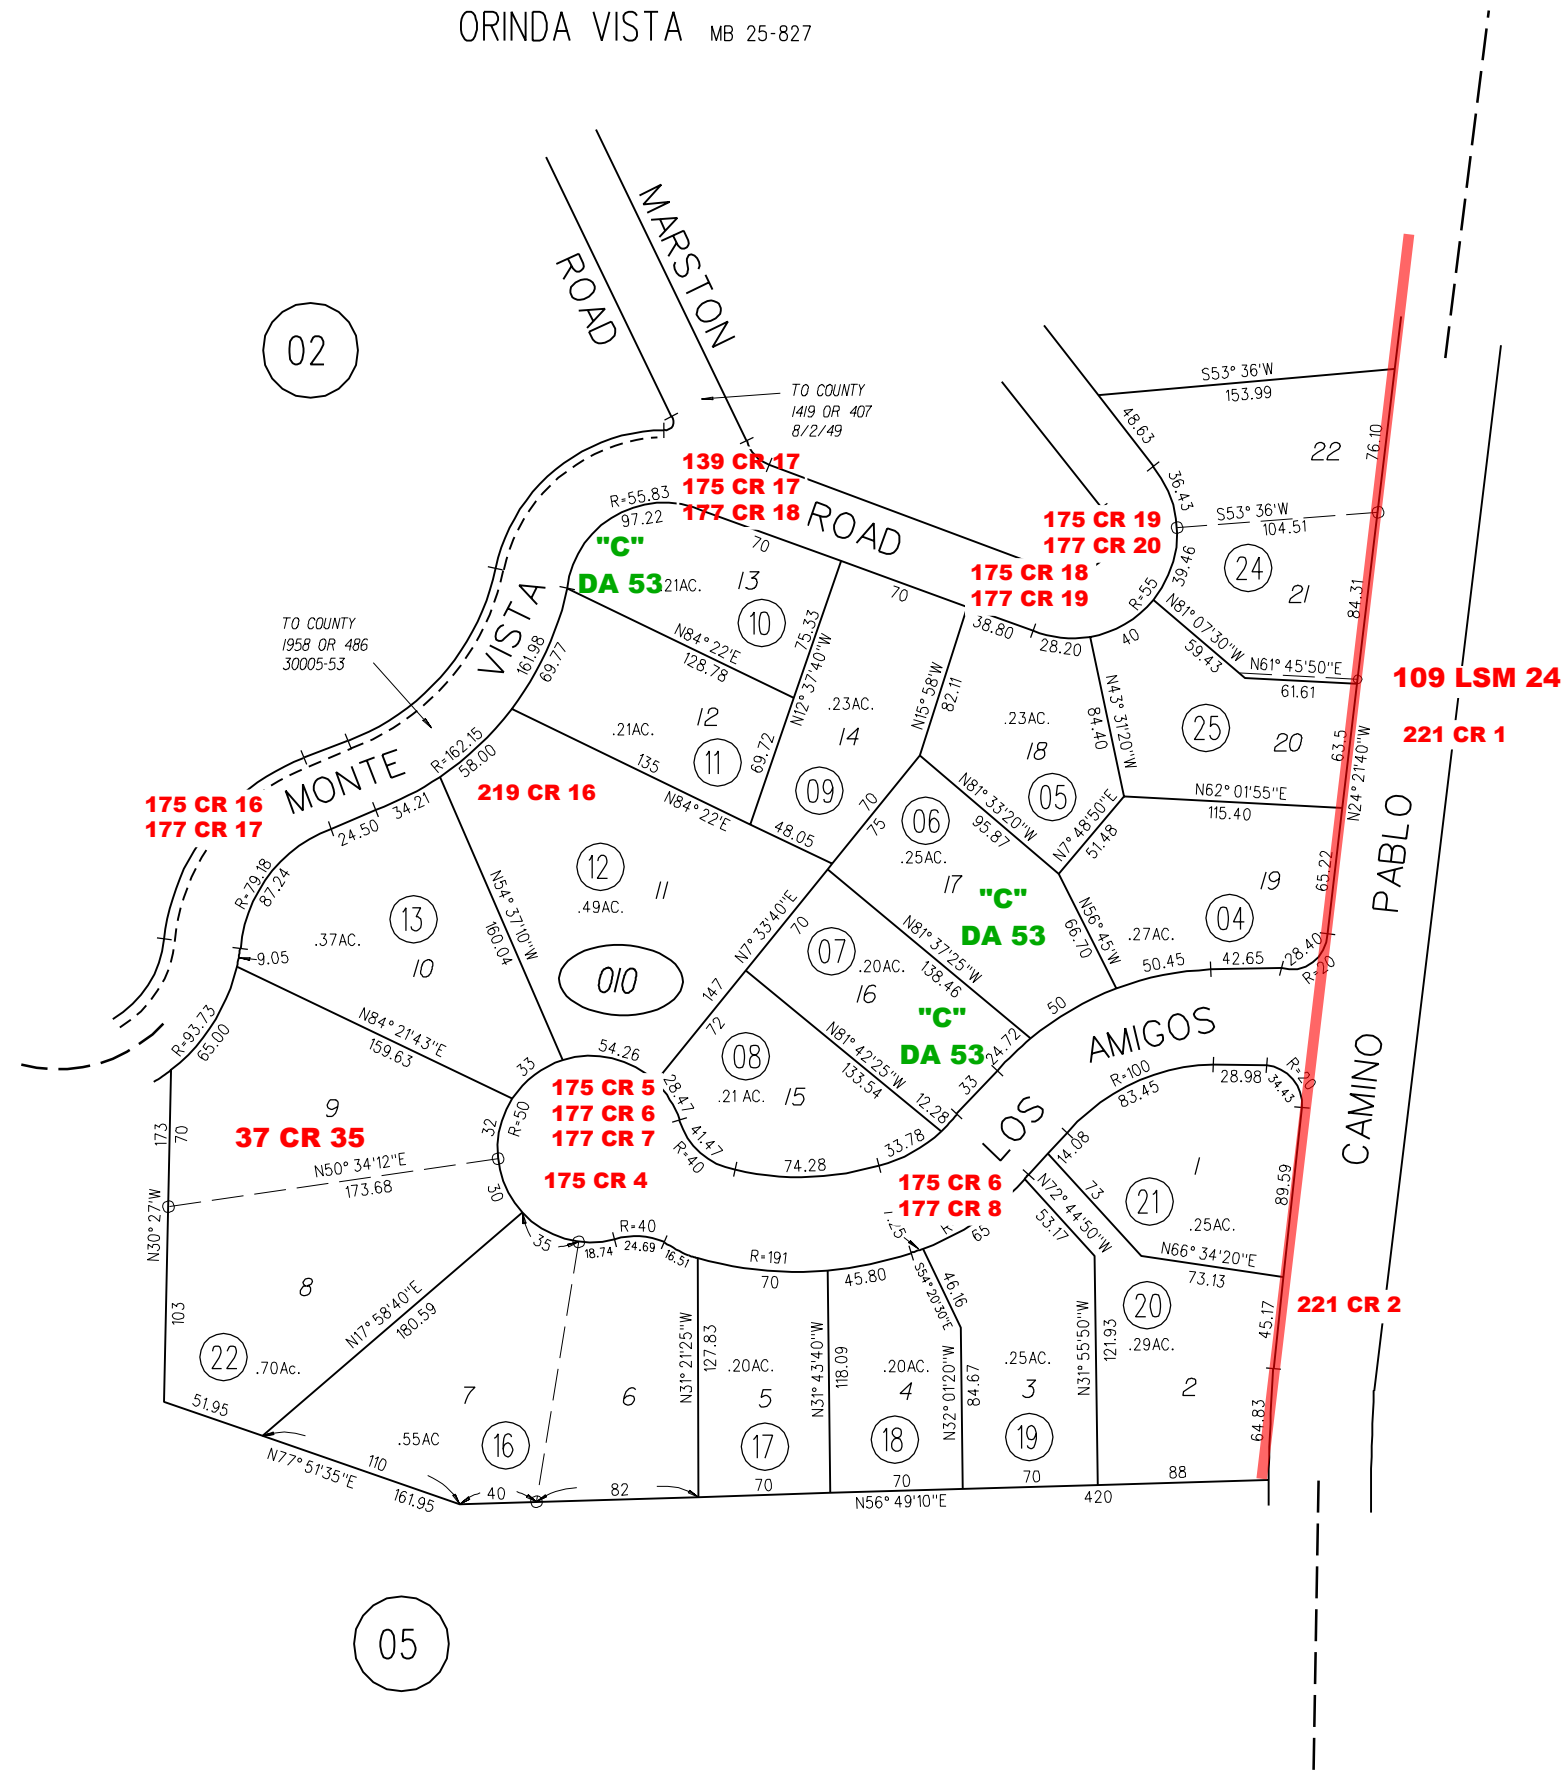 ORINDA VISTA MB 25-827
MARSTON
ROAD
02
TO COUNTY
1419 OR 407
8/2/49
S53° 36'W
153.99
48.63
22
76.10
139 CR 17
175 CR 17
177 CR 18
R=55.83
97.22
ROAD
36.43
S53° 36'W
104.51
175 CR 19
177 CR 20
175 CR 18
177 CR 19
"C"
DA 53
.21AC.
13
10
70
70
39.46
R=55
24
21
84.31
38.80
28.20
40
N81° 07'30"W
59.43
N61° 45'50"E
61.61
TO COUNTY
1958 OR 486
30005-53
VISTA
161.98
69.77
N84° 22'E
128.78
75.33
N12° 37'40"W
69.72
N15° 58'W
82.11
N43° 31'20"W
84.40
109 LSM 24
221 CR 1
.21AC.
12
11
.23AC.
14
09
.23AC.
18
05
25
20
63.5
N24° 21'40"W
R=162.15
58.00
135
N84° 22'E
48.05
MONTE
34.21
24.50
175 CR 16
177 CR 17
219 CR 16
70
75
06
.25AC.
17
N81° 33'20"W
95.87
N7° 48'50"E
51.48
N62° 01'55"E
115.40
PABLO
R=79.18
87.24
12
.49AC.
11
13
.37AC.
10
N54° 37'10"W
160.04
"C"
DA 53
N56° 45'W
66.70
19
04
.27AC.
65.22
9.05
N7° 33'40"E
70
147
72
07
.20AC.
16
N81° 37'25"W
138.46
50.45
42.65
28.40
R=20
010
"C"
DA 53
50
24.72
AMIGOS
R=93.73
65.00
N84° 21'43"E
159.63
33
54.26
28.47
08
.21 AC.
15
N81° 42'25"W
133.54
33
12.28
R=100
83.45
28.98
R=20
34.43
CAMINO
9
37 CR 35
173
70
32
R=50
175 CR 5
177 CR 6
177 CR 7
175 CR 4
41.47
R=40
74.28
33.78
LOS
14.08
1
21
.25AC.
73
89.59
N50° 34'12"E
173.68
30
175 CR 6
177 CR 8
65
N72° 44'50"W
53.17
N66° 34'20"E
73.13
N30° 27'W
35
18.74
R=40
24.69
16.51
R=191
70
45.80
S54° 20'30"E
46.16
8
103
N17° 58'40"E
180.59
22
.70Ac.
N31° 21'25"W
127.83
.20AC.
5
17
N31° 43'40"W
118.09
.20AC.
4
18
N32° 01'20"W
84.67
.25AC.
3
19
N31° 55'50"W
121.93
20
.29AC.
2
45.17
221 CR 2
64.83
51.95
7
6
.55AC
16
N77° 51'35"E
110
161.95
40
82
70
70
70
88
N56° 49'10"E
420
05